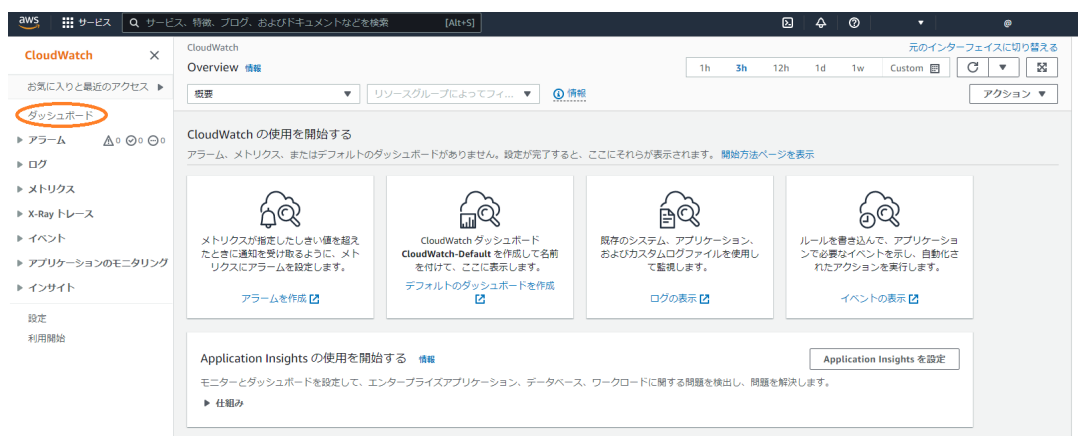 aws サービス サービス、特徴、ブログ、およびドキュメントなどを検索 [Alt+S] @
CloudWatch
お気に入りと最近のアクセス
ダッシュボード
アラーム 0 0 0
ログ
メトリクス
X-Ray トレース
イベント
アプリケーションのモニタリング
インサイト
設定
利用開始
CloudWatch
元のインターフェイスに切り替える
Overview 情報
1h 3h 12h 1d 1w Custom
概要 リソースグループによってフィ... 情報
アクション
CloudWatch の使用を開始する
アラーム、メトリクス、またはデフォルトのダッシュボードがありません。設定が完了すると、ここにそれらが表示されます。 開始方法ページを表示
メトリクスが指定したしきい値を超え
たときに通知を受け取るように、メト
リクスにアラームを設定します。
アラームを作成
CloudWatch ダッシュボード
CloudWatch-Default を作成して名前
を付けて、ここに表示します。
デフォルトのダッシュボードを作成
既存のシステム、アプリケーション、
およびカスタムログファイルを使用し
て監視します。
ログの表示
ルールを書き込んで、アプリケーショ
ンで必要なイベントを示し、自動化さ
れたアクションを実行します。
イベントの表示
Application Insights の使用を開始する 情報
Application Insights を設定
モニターとダッシュボードを設定して、エンタープライズアプリケーション、データベース、ワークロードに関する問題を検出し、問題を解決します。
仕組み